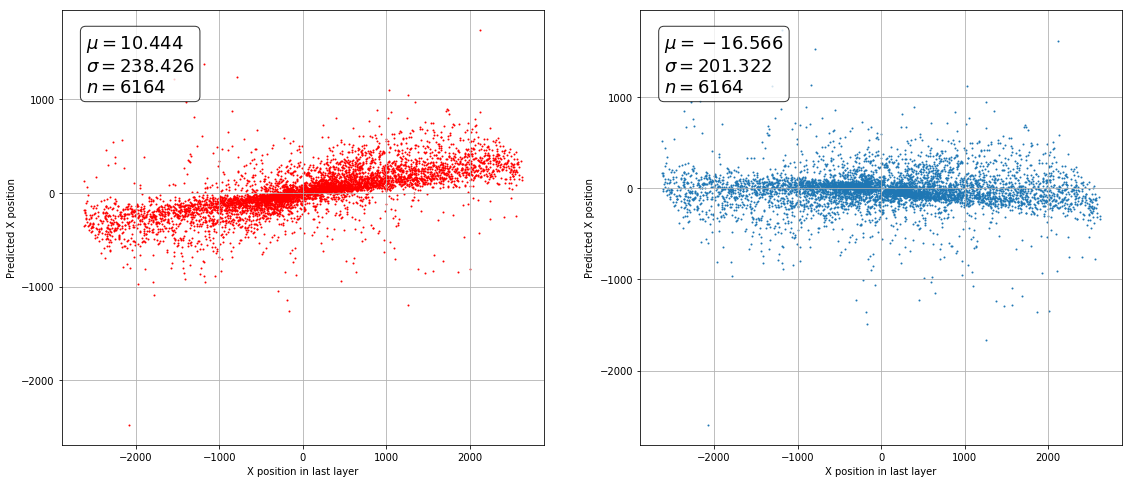 μ = 10.444
σ = 238.426
n = 6164
1000
0
−1000
−2000
Predicted X position
−2000 −1000 0 1000 2000
X position in last layer
μ = −16.566
σ = 201.322
n = 6164
1000
0
−1000
−2000
Predicted X position
−2000 −1000 0 1000 2000
X position in last layer